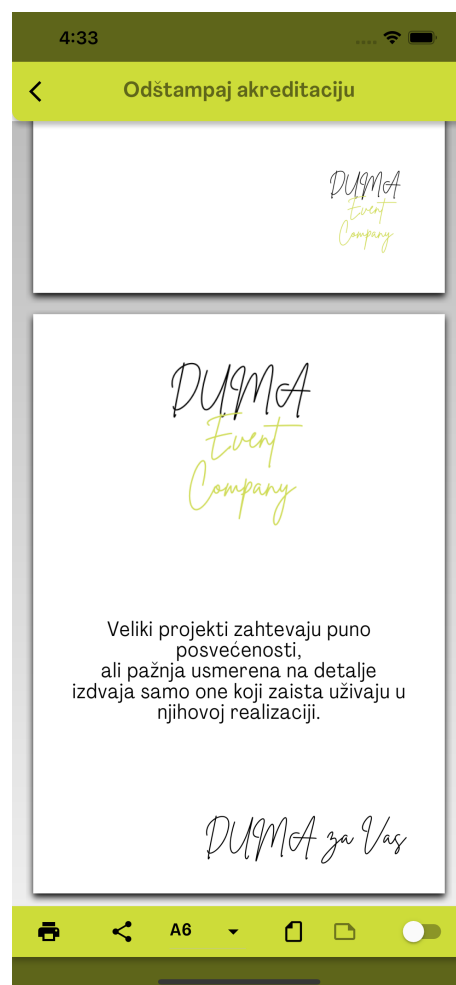 4:33
Odštampaj akreditaciju
DUMA
Event
Company
DUMA
Event
Company
Veliki projekti zahtevaju puno
posvećenosti,
ali pažnja usmerena na detalje
izdvaja samo one koji zaista uživaju u
njihovoj realizaciji.
DUMA za Vas
A6